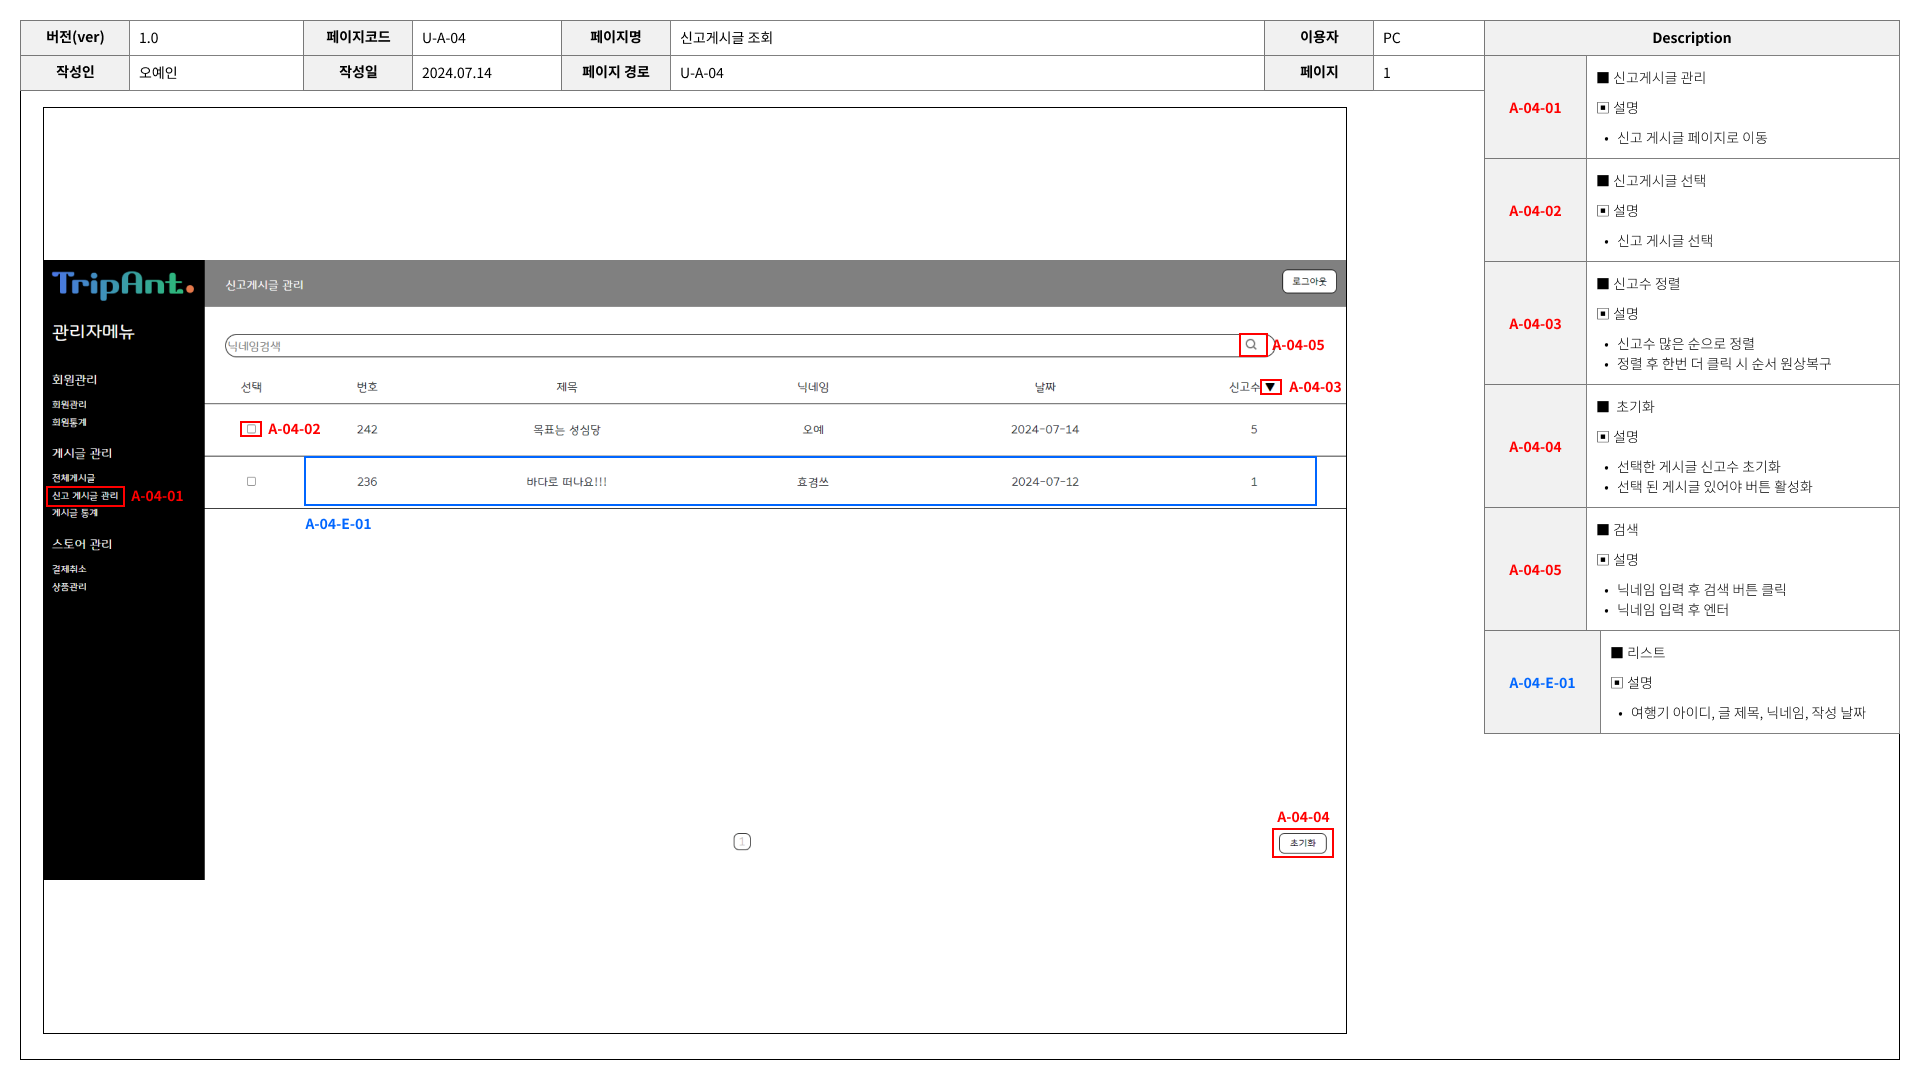 버전(ver) 1.0 페이지코드 U-A-04 페이지명 신고게시글 조회 이용자 PC
작성인 오예인 작성일 2024.07.14 페이지 경로 U-A-04 페이지 1
TripAnt.
관리자메뉴
회원관리
회원관리
회원통계
게시글 관리
전체게시글
신고 게시글 관리 A-04-01
게시글 통계
스토어 관리
결제취소
상품관리
신고게시글 관리 로그아웃
닉네임검색 A-04-05
선택 번호 제목 닉네임 날짜 신고수▼ A-04-03
A-04-02 242 목표는 성심당 오예 2024-07-14 5
236 바다로 떠나요!!! 효경쓰 2024-07-12 1
A-04-E-01
A-04-04
1 초기화
Description
A-04-01
■ 신고게시글 관리
▣ 설명
• 신고 게시글 페이지로 이동
A-04-02
■ 신고게시글 선택
▣ 설명
• 신고 게시글 선택
A-04-03
■ 신고수 정렬
▣ 설명
• 신고수 많은 순으로 정렬
• 정렬 후 한번 더 클릭 시 순서 원상복구
A-04-04
■ 초기화
▣ 설명
• 선택한 게시글 신고수 초기화
• 선택 된 게시글 있어야 버튼 활성화
A-04-05
■ 검색
▣ 설명
• 닉네임 입력 후 검색 버튼 클릭
• 닉네임 입력 후 엔터
A-04-E-01
■ 리스트
▣ 설명
• 여행기 아이디, 글 제목, 닉네임, 작성 날짜